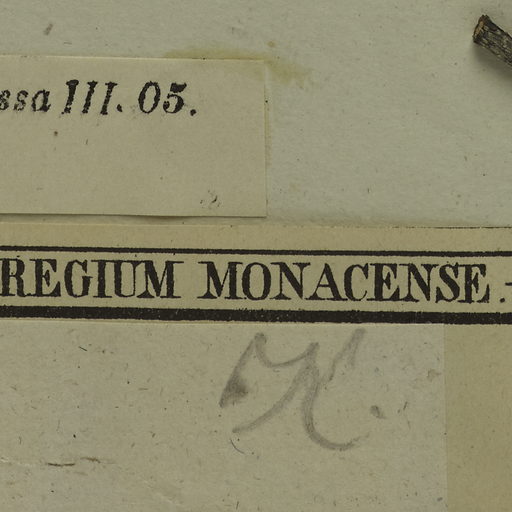 ssa III. 05.
REGIUM MONACENSE.-
K.